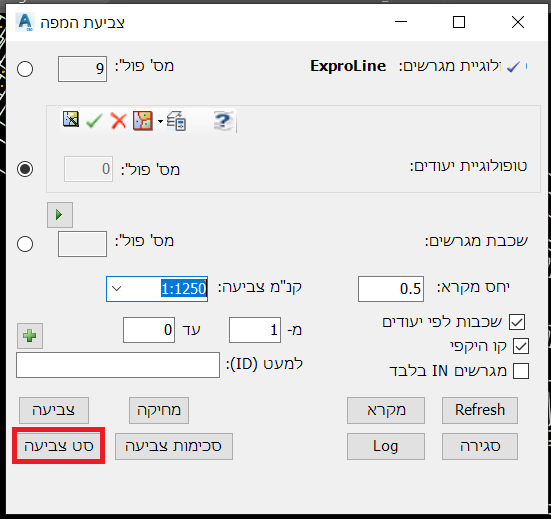 צביעת המפה
ולוגיית מגרשים: ExproLine מס' פול': 9
טופולוגיית יעודים: מס' פול': 0
שכבת מגרשים: מס' פול':
יחס מקרא: 0.5 קנ"מ צביעה: 1:1250
שכבות לפי יעודים מ- 1 עד 0
קו היקפי
מגרשים IN בלבד למעט (ID):
Refresh מקרא מחיקה צביעה
סגירה Log סכימות צביעה סט צביעה